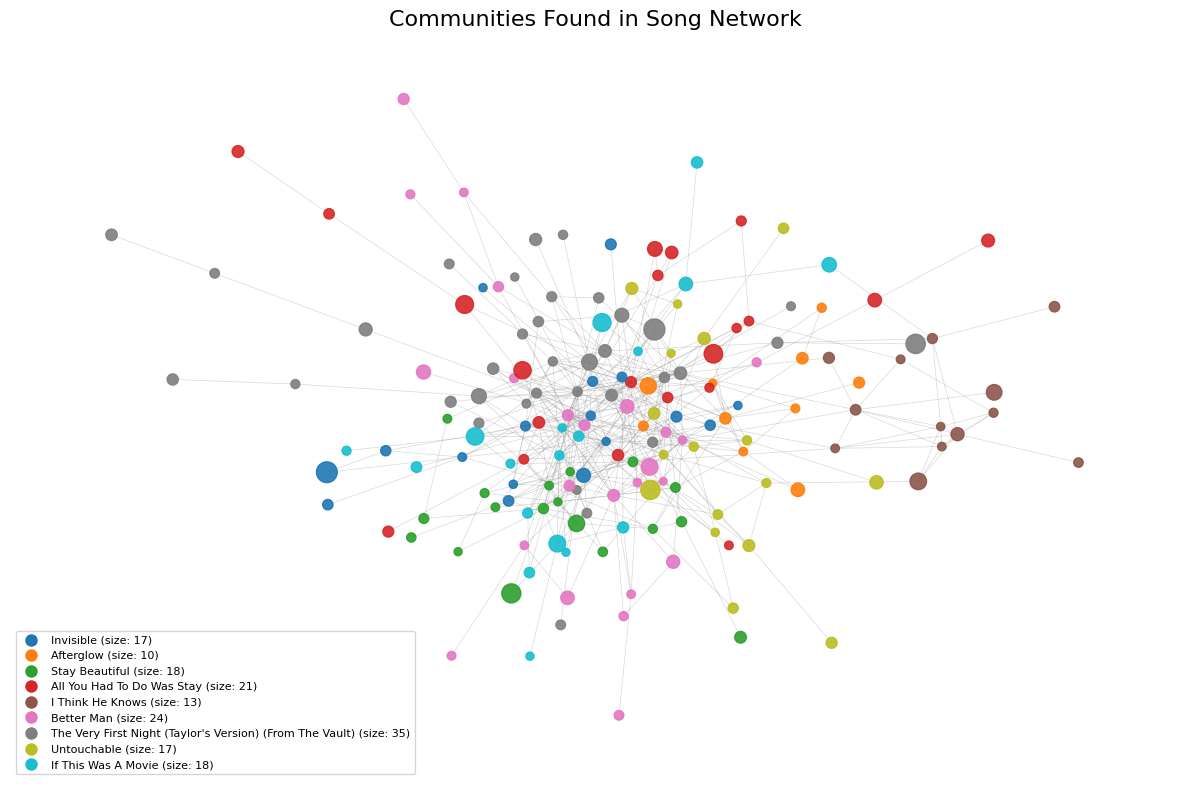 Communities Found in Song Network
Invisible (size: 17)
Afterglow (size: 10)
Stay Beautiful (size: 18)
All You Had To Do Was Stay (size: 21)
I Think He Knows (size: 13)
Better Man (size: 24)
The Very First Night (Taylor's Version) (From The Vault) (size: 35)
Untouchable (size: 17)
If This Was A Movie (size: 18)